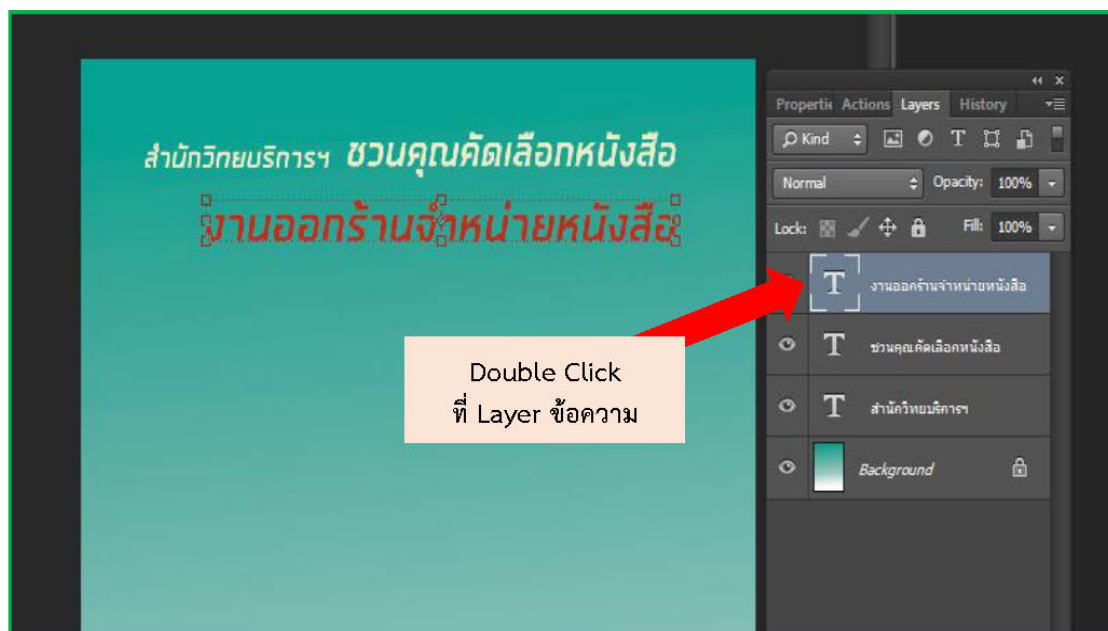 สำนักวิทยบริการฯ ชวนคุณคัดเลือกหนังสือ
งานออกร้านจำหน่ายหนังสือ
Double Click
ที่ Layer ข้อความ
Properti Actions Layers History
Kind
Normal Opacity: 100%
Lock: Fill: 100%
T งานออกร้านจำหน่ายหนังสือ
T ชวนคุณคัดเลือกหนังสือ
T สำนักวิทยบริการฯ
Background